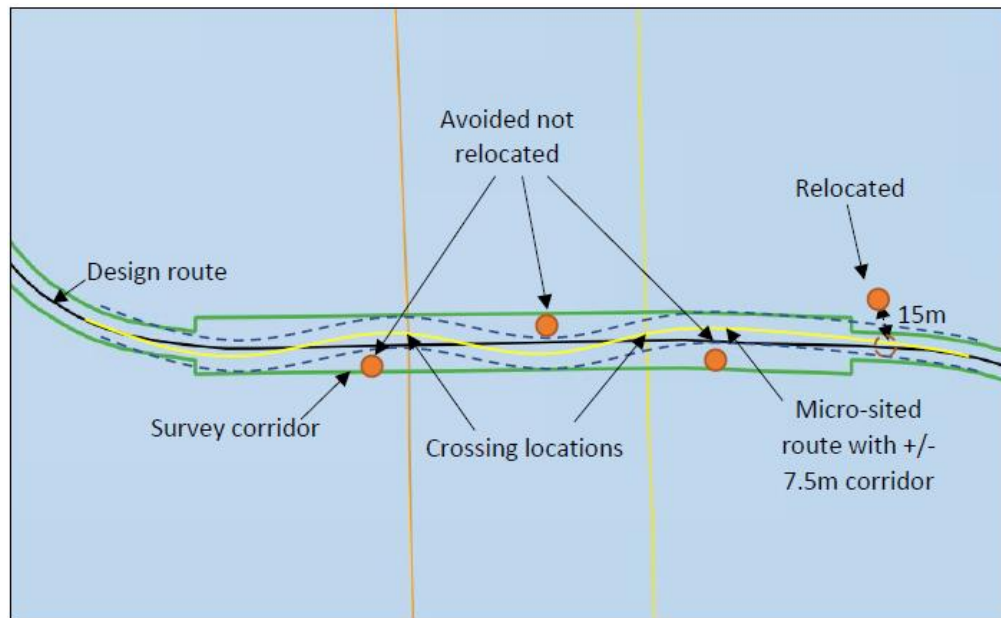 Avoided not
relocated
Relocated
Design route
15m
Survey corridor
Crossing locations
Micro-sited
route with +/-
7.5m corridor